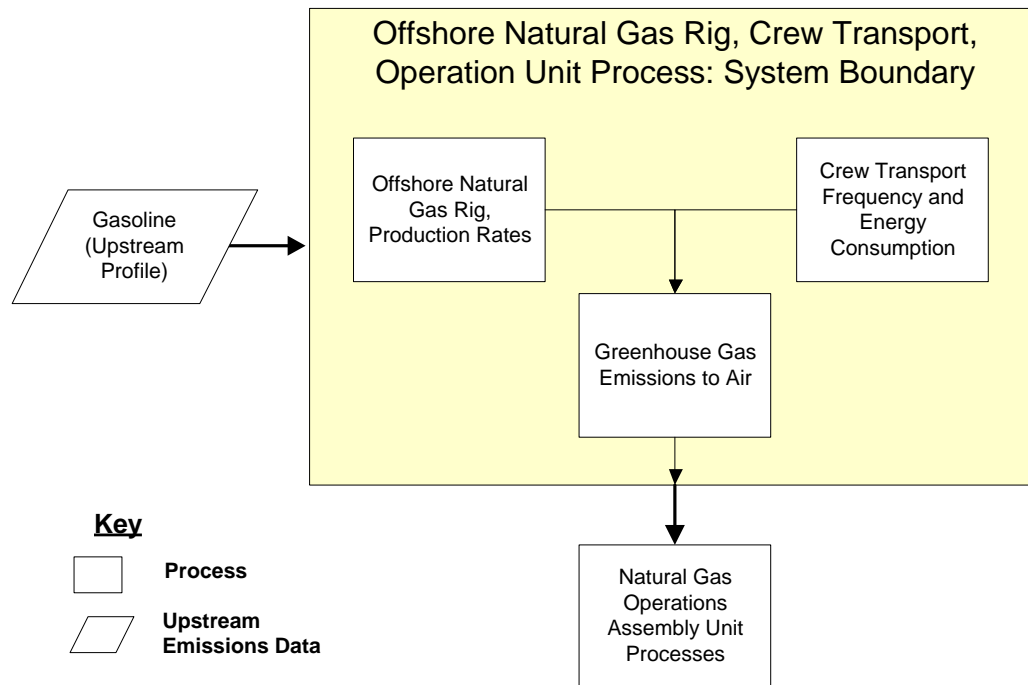 Offshore Natural Gas Rig, Crew Transport,
Operation Unit Process: System Boundary
Offshore Natural
Gas Rig,
Production Rates
Crew Transport
Frequency and
Energy
Consumption
Gasoline
(Upstream
Profile)
Greenhouse Gas
Emissions to Air
Key
Process
Upstream
Emissions Data
Natural Gas
Operations
Assembly Unit
Processes